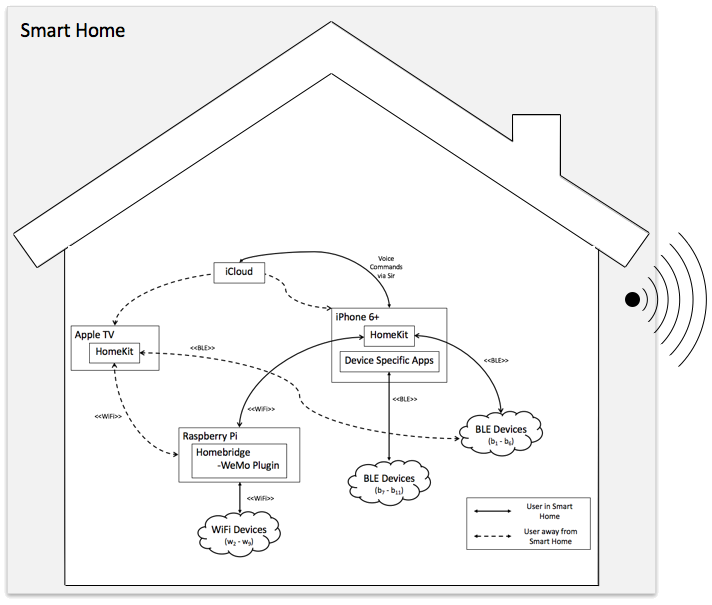 Smart Home
Voice
Commands
via Sir
iCloud
iPhone 6+
HomeKit
Device Specific Apps
Apple TV
HomeKit
<<BLE>>
<<BLE>>
<<BLE>>
<<WiFi>>
<<WiFi>>
BLE Devices
(b1 - b6)
Raspberry Pi
Homebridge
-WeMo Plugin
BLE Devices
(b7 - b11)
<<WiFi>>
WiFi Devices
(w2 - w9)
User in Smart
Home
User away from
Smart Home